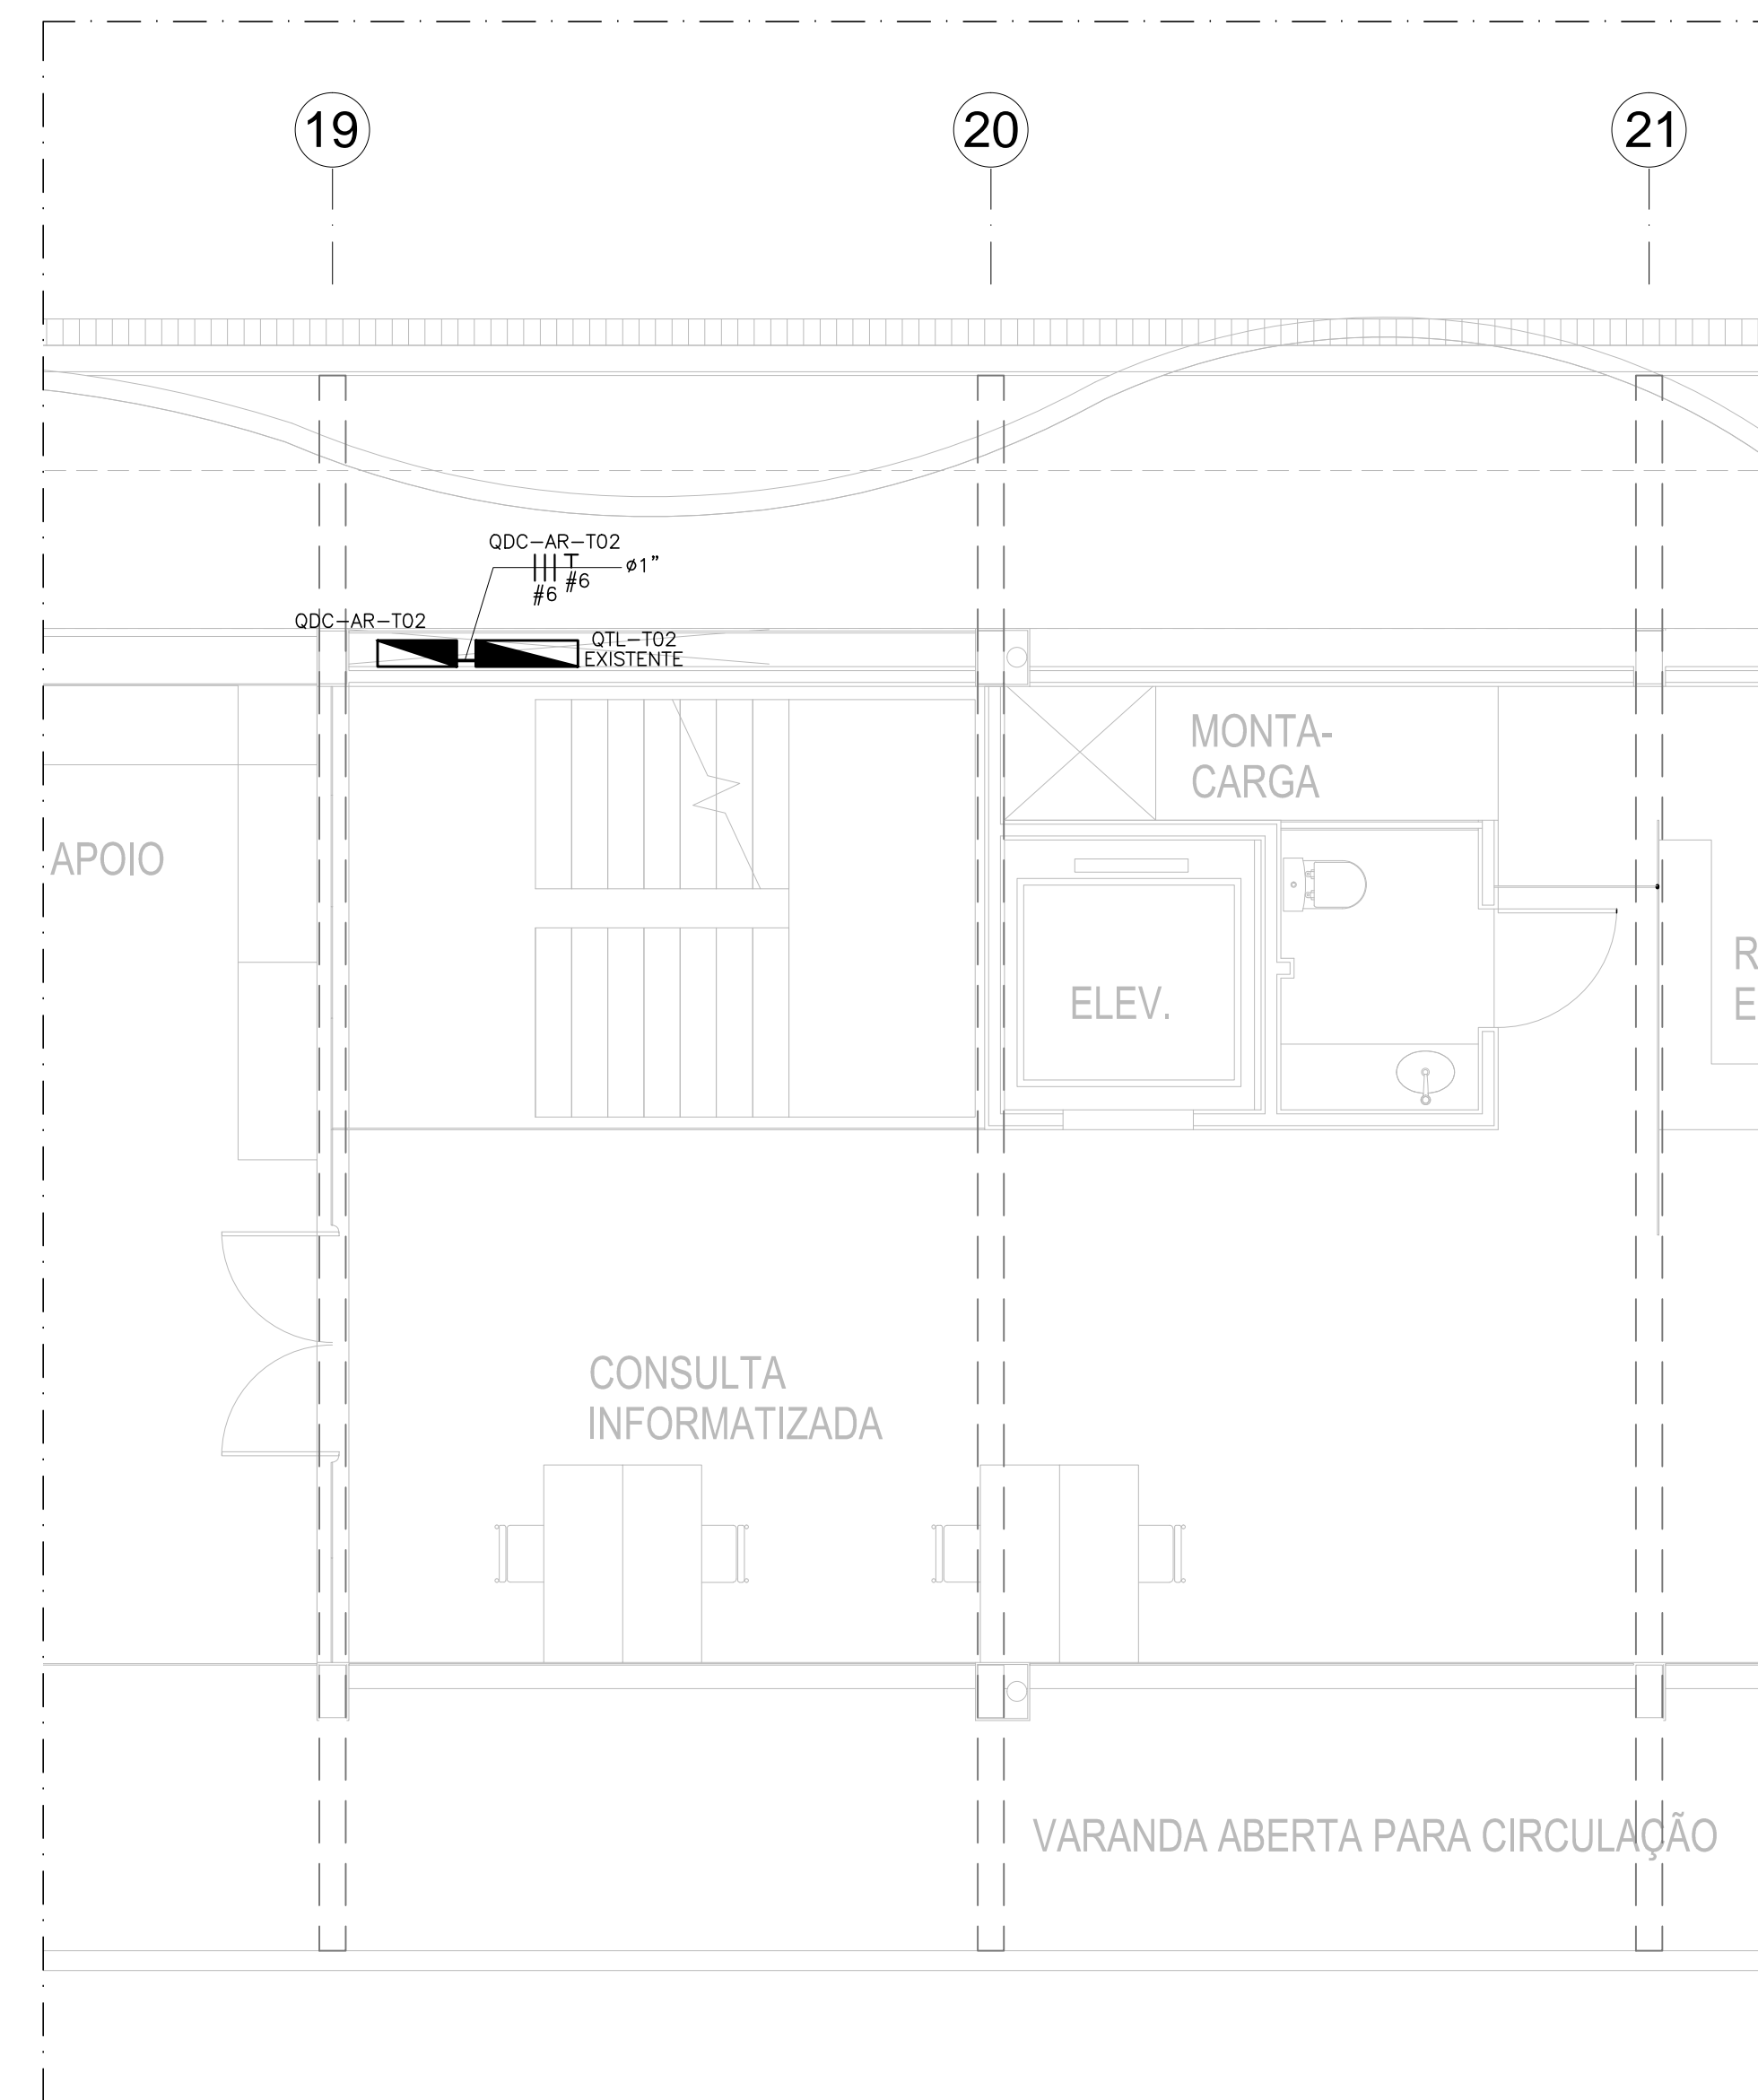 19
20
21
QDC-AR-T02
#6
#6
ø1"
QDC-AR-T02
QTL-T02
EXISTENTE
MONTA-
CARGA
APOIO
R
E
ELEV.
CONSULTA
INFORMATIZADA
VARANDA ABERTA PARA CIRCULAÇÃO